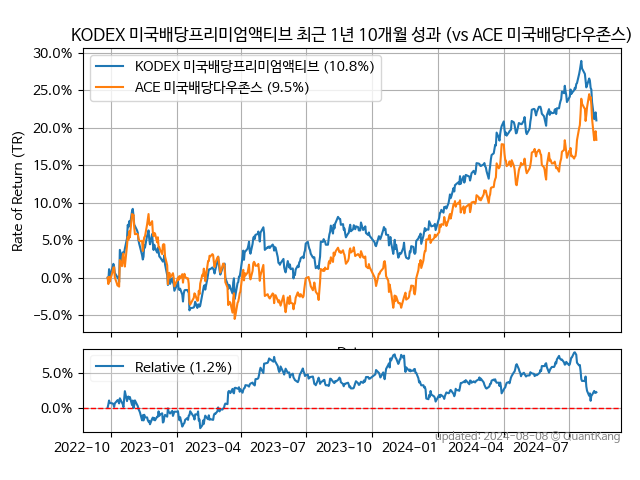 KODEX 미국배당프리미엄액티브 최근 1년 10개월 성과 (vs ACE 미국배당다우존스)
Rate of Return (TR)
30.0%
25.0%
20.0%
15.0%
10.0%
5.0%
0.0%
−5.0%
KODEX 미국배당프리미엄액티브 (10.8%)
ACE 미국배당다우존스 (9.5%)
5.0%
0.0%
Relative (1.2%)
2022−10 2023−01 2023−04 2023−07 2023−10 2024−01 2024−04 2024−07
Updated: 2024−08−08 © QuantKang